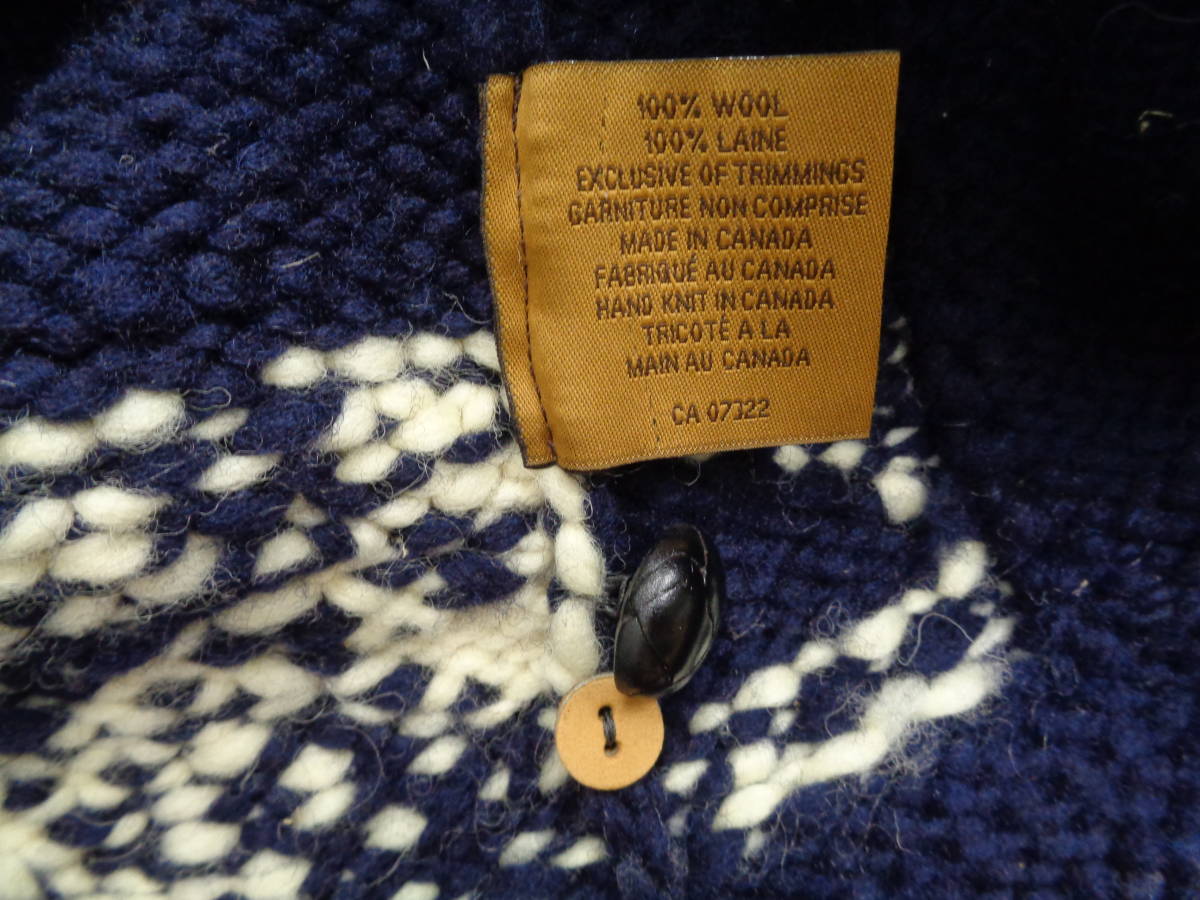 100% WOOL
100% LAINE
EXCLUSIVE OF TRIMMINGS
GARNITURE NON COMPRISE
MADE IN CANADA
FABRIQUÉ AU CANADA
HAND KNIT IN CANADA
TRICOTÉ A LA
MAIN AU CANADA
CA 07322